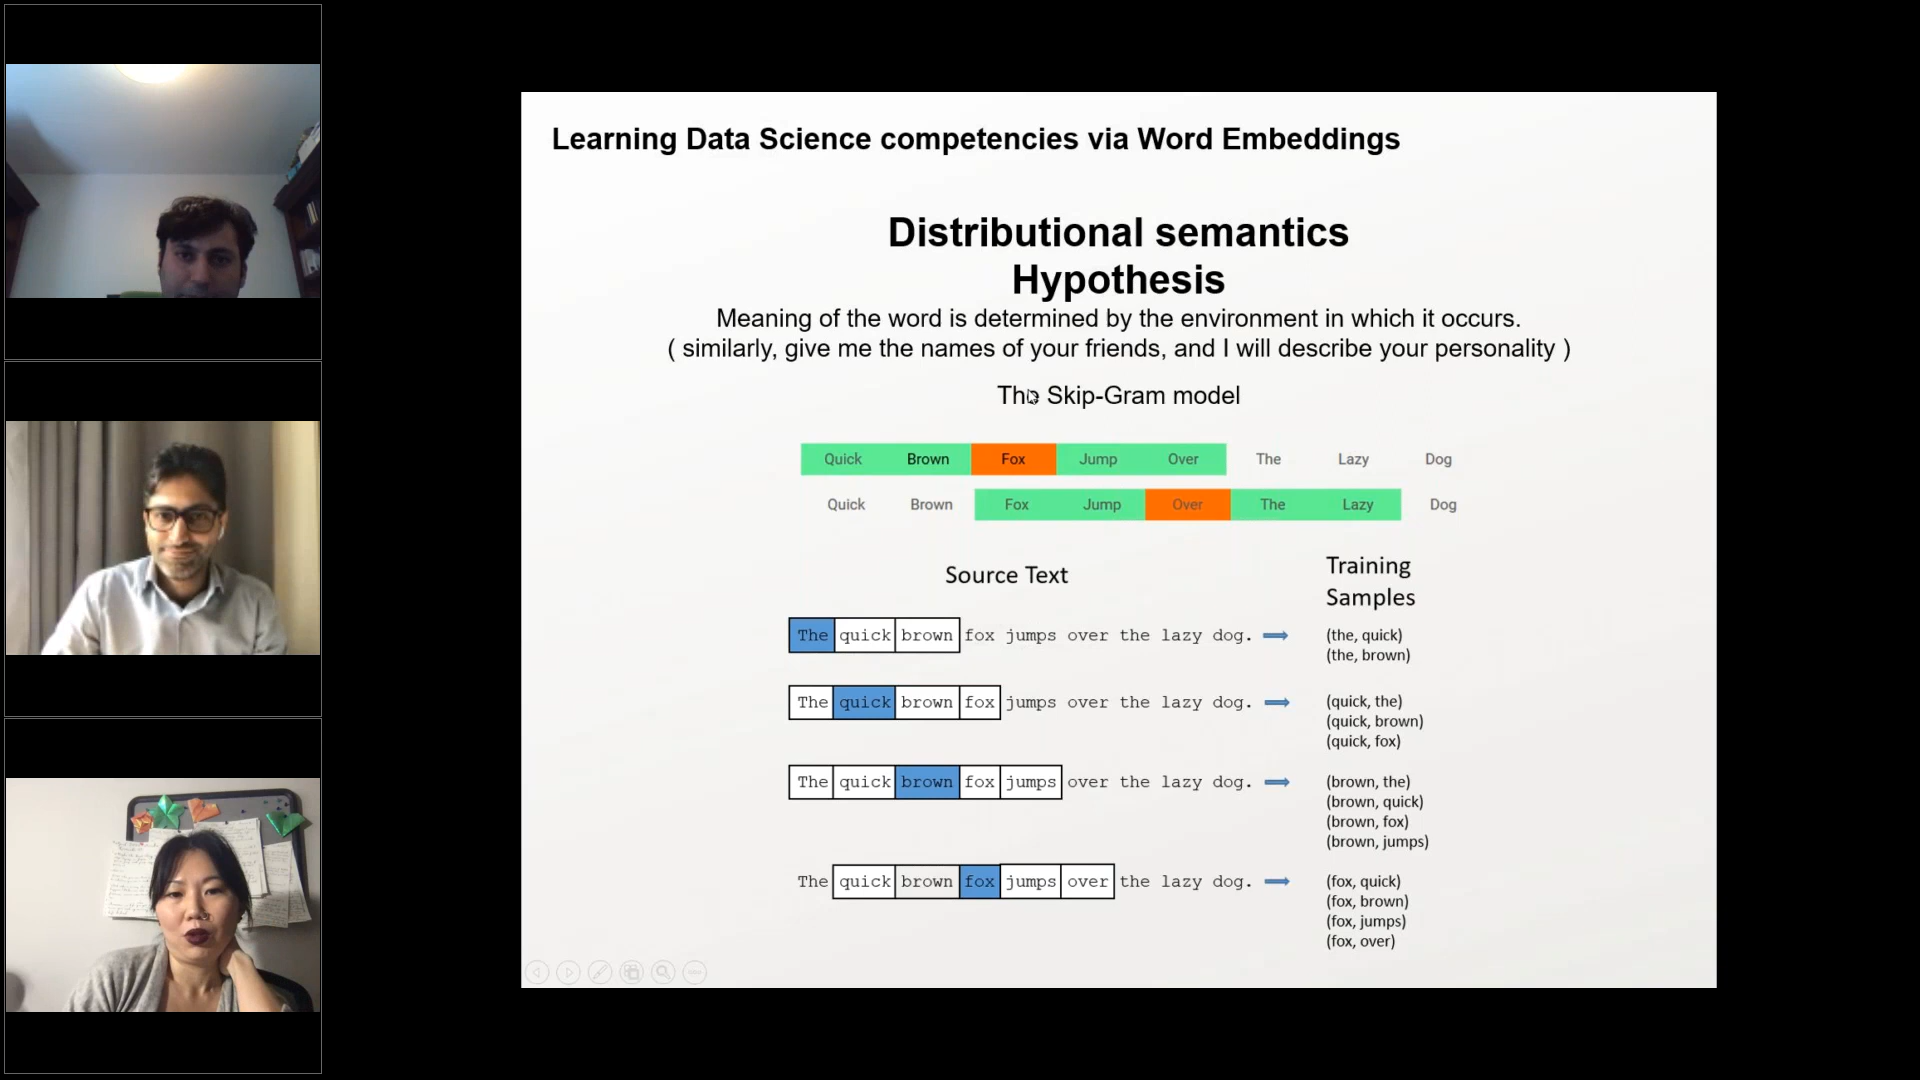 Learning Data Science competencies via Word Embeddings
Distributional semantics
Hypothesis
Meaning of the word is determined by the environment in which it occurs.
( similarly, give me the names of your friends, and I will describe your personality )
The Skip-Gram model
Quick Brown Fox Jump Over The Lazy Dog
Quick Brown Fox Jump Over The Lazy Dog
Source Text
Training
Samples
The quick brown fox jumps over the lazy dog.
(the, quick)
(the, brown)
The quick brown fox jumps over the lazy dog.
(quick, the)
(quick, brown)
(quick, fox)
The quick brown fox jumps over the lazy dog.
(brown, the)
(brown, quick)
(brown, fox)
(brown, jumps)
The quick brown fox jumps over the lazy dog.
(fox, quick)
(fox, brown)
(fox, jumps)
(fox, over)